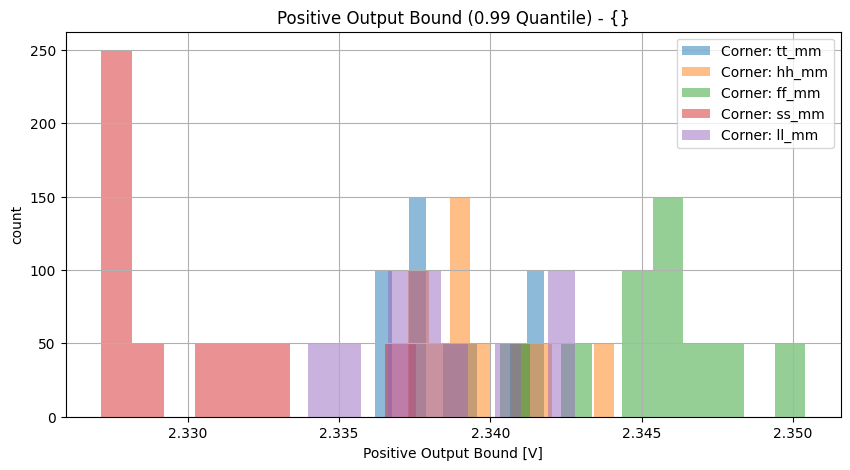 Positive Output Bound (0.99 Quantile) - {}
250
200
150
100
50
0
count
Corner: tt_mm
Corner: hh_mm
Corner: ff_mm
Corner: ss_mm
Corner: ll_mm
2.330 2.335 2.340 2.345 2.350
Positive Output Bound [V]